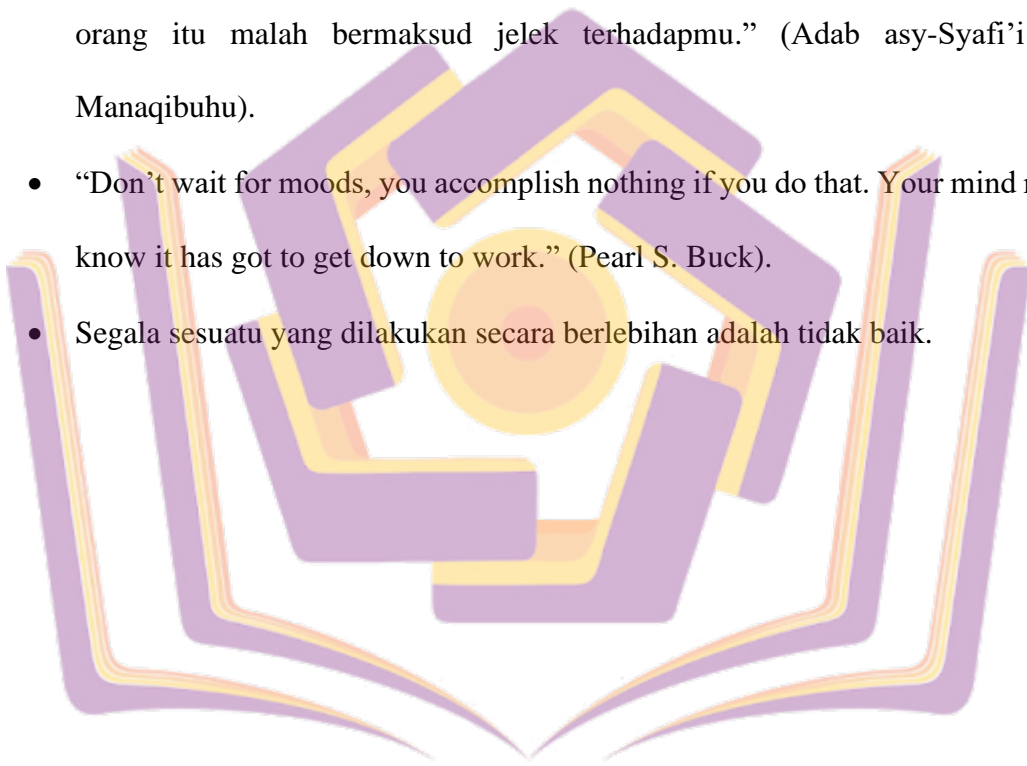 orang itu malah bermaksud jelek terhadapmu.” (Adab asy-Syafi’i
Manaqibuhu).
• “Don’t wait for moods, you accomplish nothing if you do that. Your mind
know it has got to get down to work.” (Pearl S. Buck).
• Segala sesuatu yang dilakukan secara berlebihan adalah tidak baik.